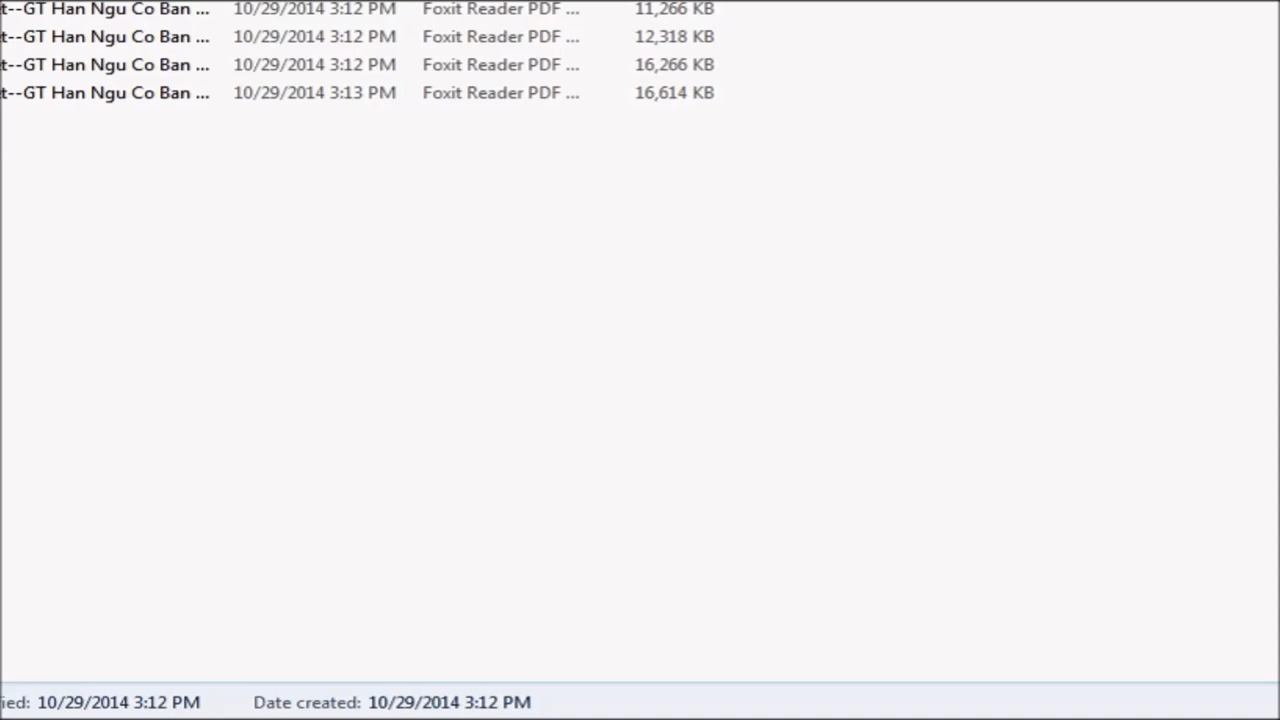 t--GT Han Ngu Co Ban ... 10/29/2014 3:12 PM Foxit Reader PDF ... 11,266 KB
t--GT Han Ngu Co Ban ... 10/29/2014 3:12 PM Foxit Reader PDF ... 12,318 KB
t--GT Han Ngu Co Ban ... 10/29/2014 3:12 PM Foxit Reader PDF ... 16,266 KB
t--GT Han Ngu Co Ban ... 10/29/2014 3:13 PM Foxit Reader PDF ... 16,614 KB
ied: 10/29/2014 3:12 PM Date created: 10/29/2014 3:12 PM